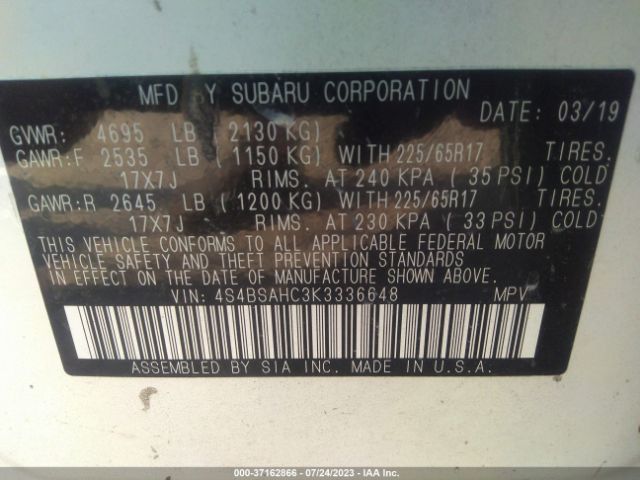 MFD Y SUBARU CORPORATION
DATE: 03/19
GVWR: 4695 LB ( 2130 KG)
GAWR:F 2535 LB ( 1150 KG) WITH 225/65R17 TIRES.
17X7J RIMS. AT 240 KPA ( 35 PSI) COLD
GAWR:R 2645 LB ( 1200 KG) WITH 225/65R17 TIRES.
17X7J RIMS. AT 230 KPA ( 33 PSI) COLD
THIS VEHICLE CONFORMS TO ALL APPLICABLE FEDERAL MOTOR
VEHICLE SAFETY AND THEFT PREVENTION STANDARDS
IN EFFECT ON THE DATE OF MANUFACTURE SHOWN ABOVE.
VIN: 4S4BSAHC3K3336648 MPV
ASSEMBLED BY SIA INC. MADE IN U.S.A.
000-37162866 - 07/24/2023 - IAA Inc.